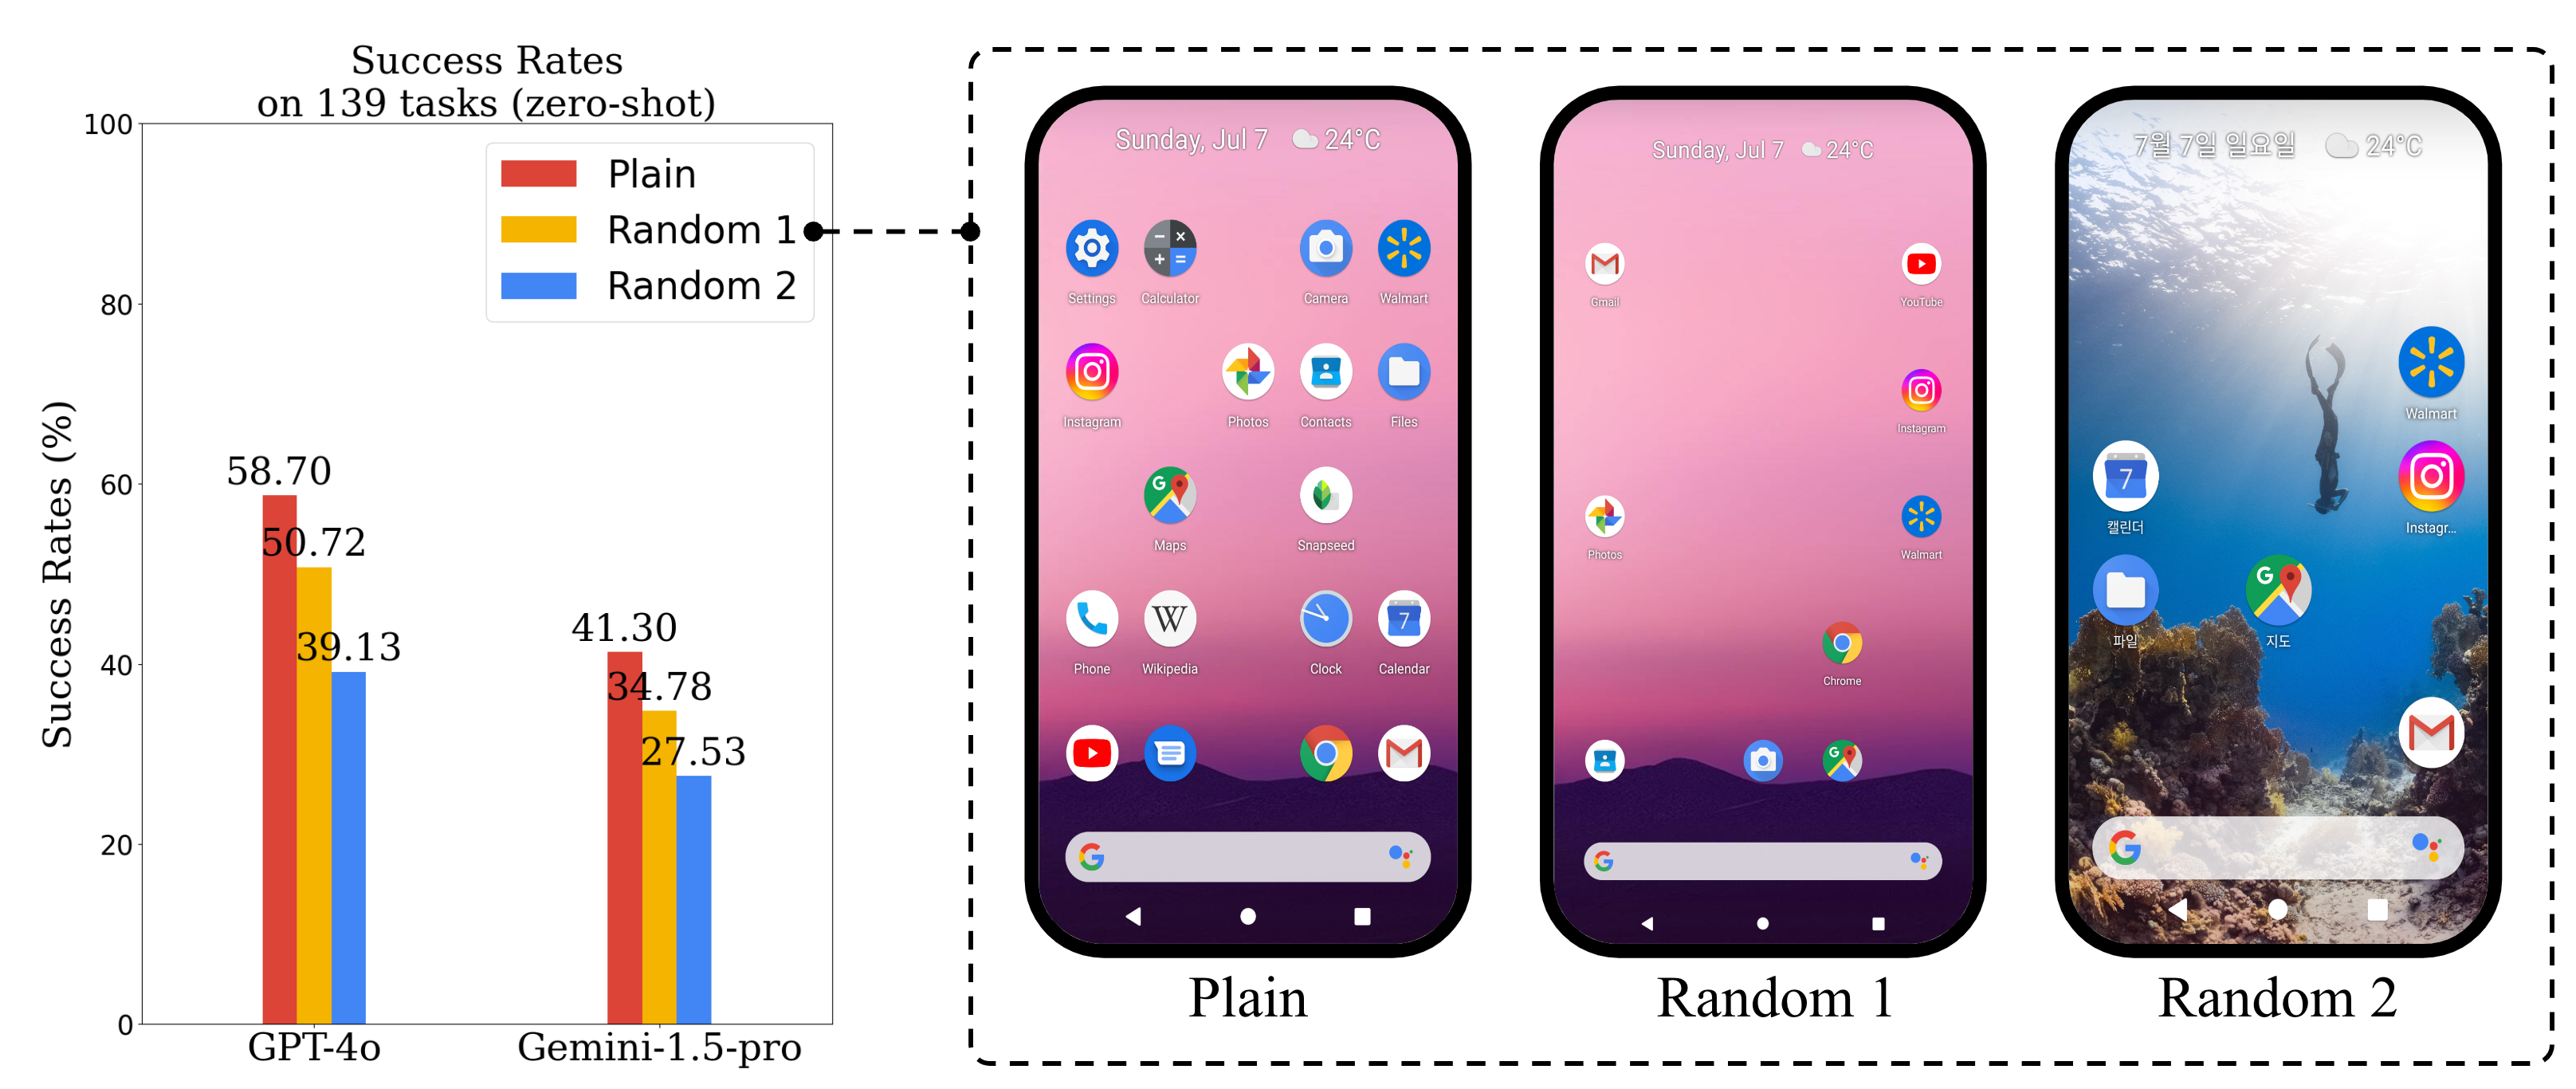 Success Rates
on 139 tasks (zero-shot)
Success Rates (%)
100
80
60
40
20
0
Plain
Random 1
Random 2
58.70
50.72
39.13
41.30
34.78
27.53
GPT-4o
Gemini-1.5-pro
Sunday, Jul 7 24°C
Settings Calculator Camera Walmart
Instagram Photos Contacts Files
G
Maps Snapseed
W 7
Phone Wikipedia Clock Calendar
G
Plain
Sunday, Jul 7 24°C
Gmail YouTube
Instagram
Photos Walmart
Chrome
G
G
Random 1
7월 7일 일요일 24°C
Walmart
7
캘린더 Instagr...
G
파일 지도
G
Random 2